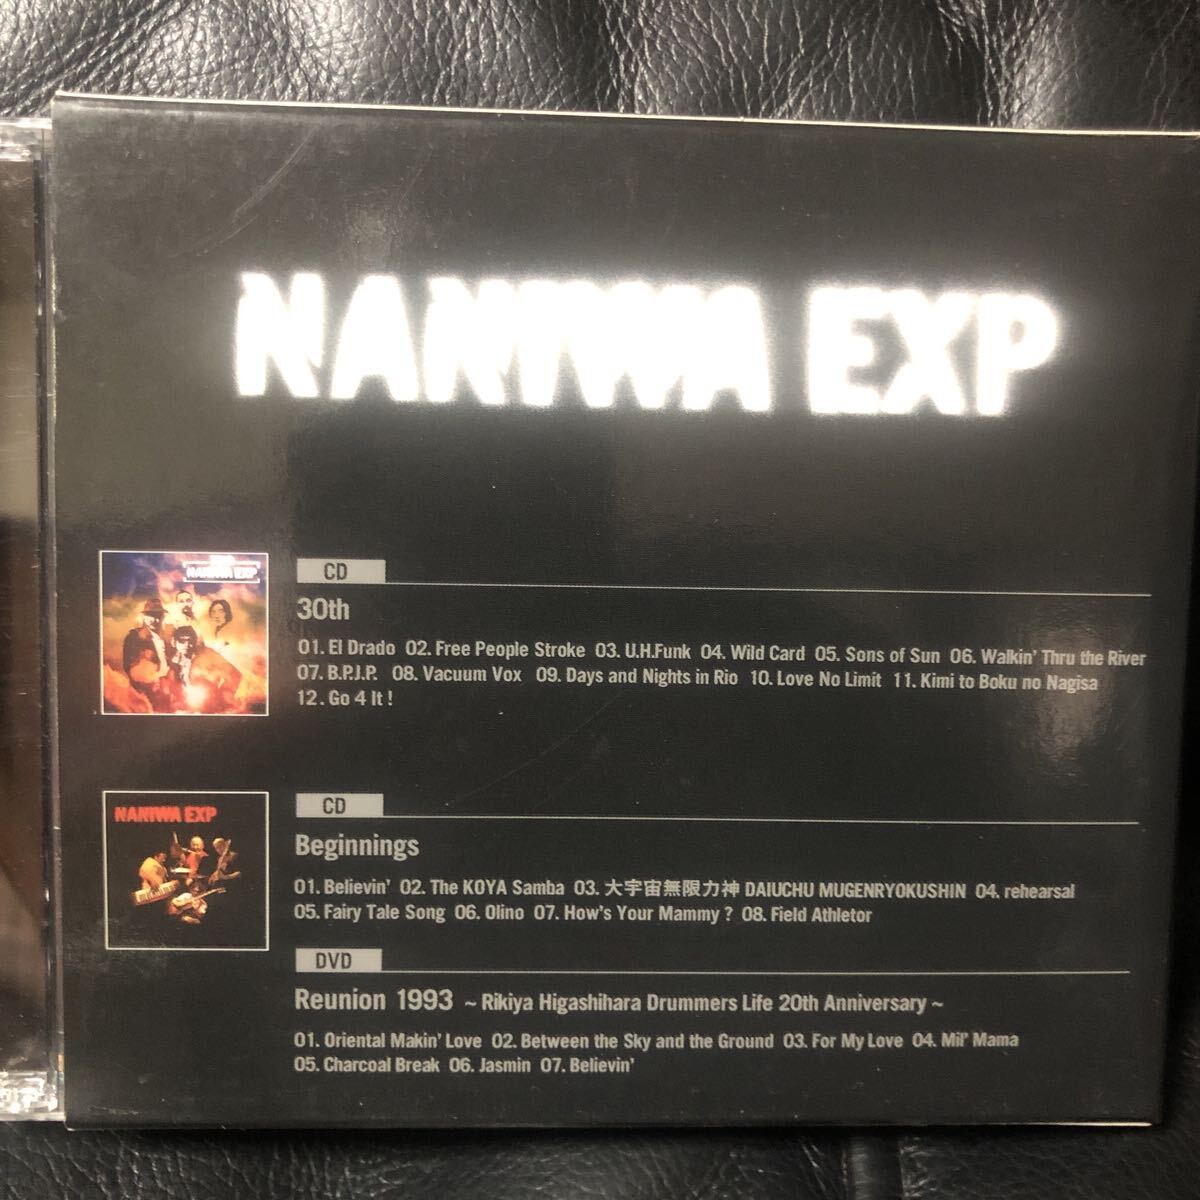 NANIWA EXP
NANIWA EXP
CD
30th
01. El Drado 02. Free People Stroke 03. U.H.Funk 04. Wild Card 05. Sons of Sun 06. Walkin' Thru the River
07. B.P.I.P. 08. Vacuum Vox 09. Days and Nights in Rio 10. Love No Limit 11. Kimi to Boku no Nagisa
12. Go 4 It !
NANIWA EXP
CD
Beginnings
01. Believin' 02. The KOYA Samba 03. 大宇宙無限力神 DAIUCHU MUGENRYOKUSHIN 04. rehearsal
05. Fairy Tale Song 06. Olino 07. How's Your Mammy ? 08. Field Athletor
DVD
Reunion 1993 ~ Rikiya Higashihara Drummers Life 20th Anniversary ~
01. Oriental Makin' Love 02. Between the Sky and the Ground 03. For My Love 04. Mil' Mama
05. Charcoal Break 06. Jasmin 07. Believin'